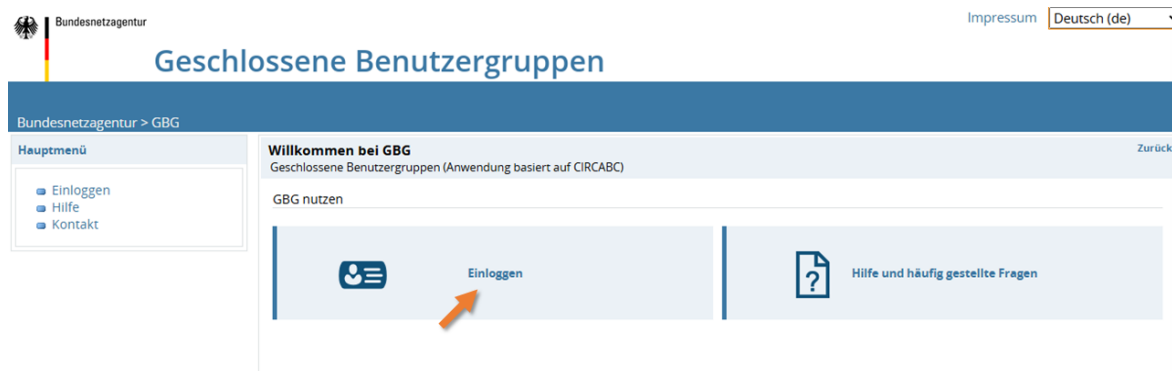 Bundesnetzagentur
Impressum Deutsch (de)
Geschlossene Benutzergruppen
Bundesnetzagentur > GBG
Hauptmenü
Einloggen
Hilfe
Kontakt
Willkommen bei GBG Zurück
Geschlossene Benutzergruppen (Anwendung basiert auf CIRCABC)
GBG nutzen
Einloggen
Hilfe und häufig gestellte Fragen